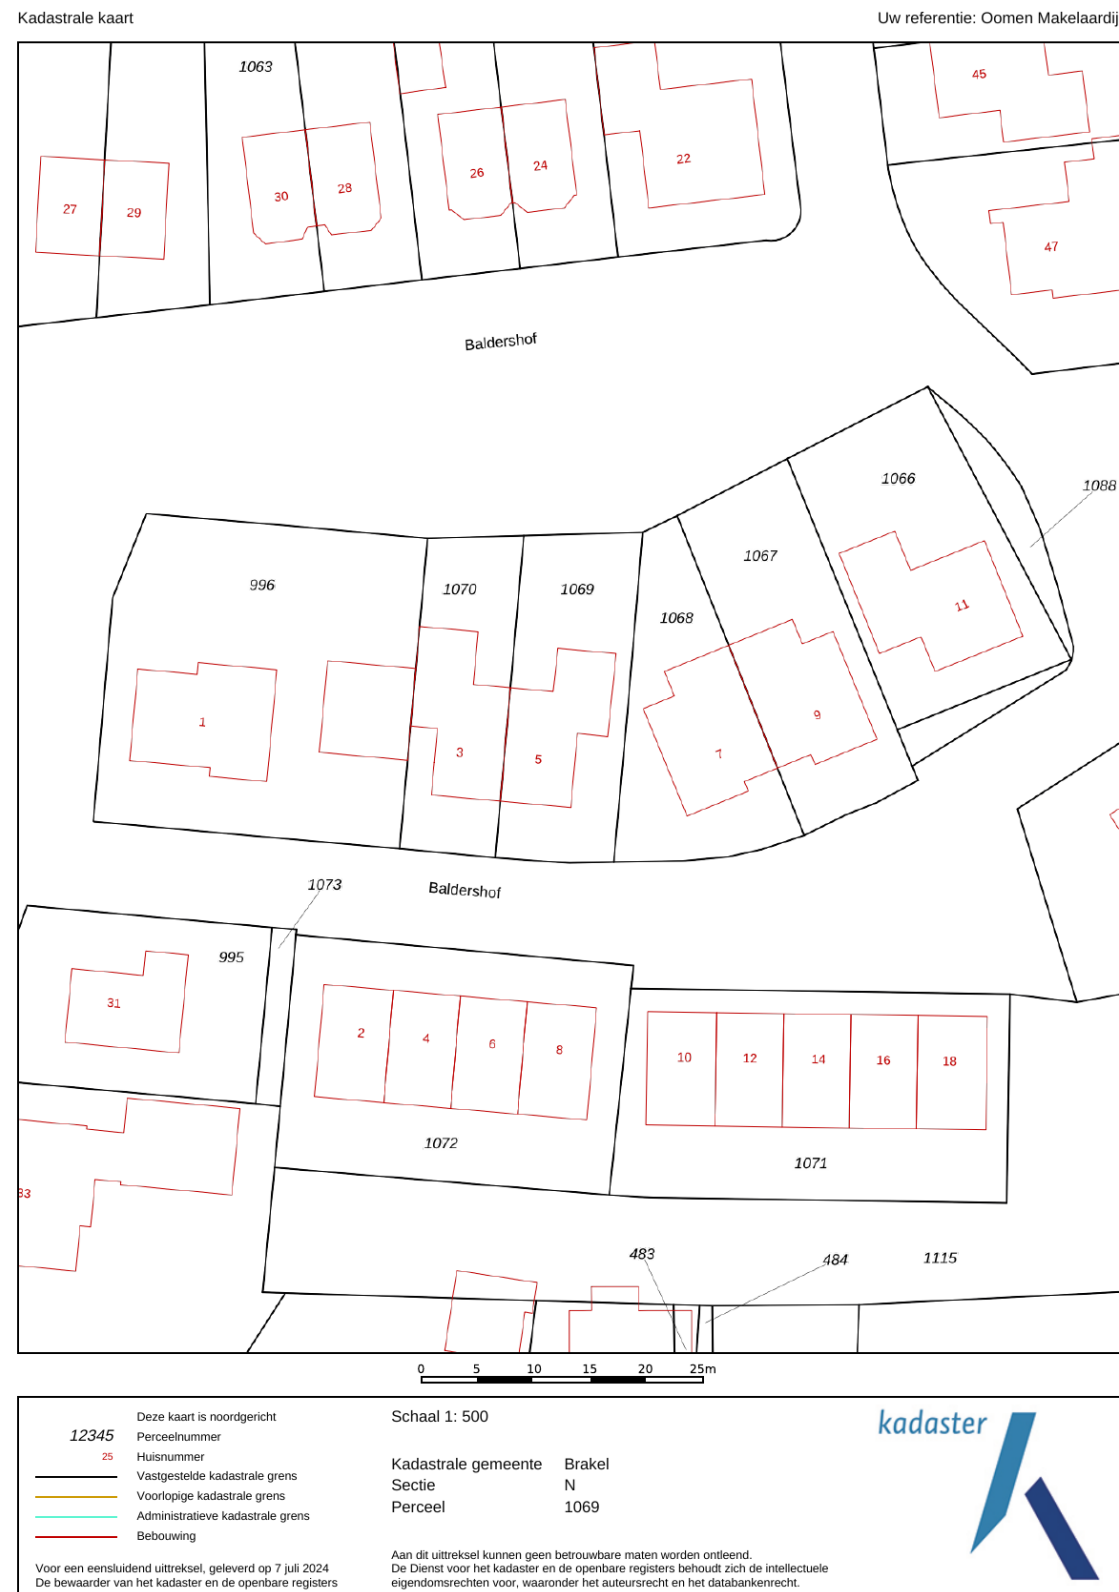 Kadastrale kaart
Uw referentie: Oomen Makelaardij
1063
45
27
29
30
28
26
24
22
47
Baldershof
1066
1088
996
1070
1069
1068
1067
11
1
3
5
7
9
1073
Baldershof
995
31
2
4
6
8
10
12
14
16
18
1072
1071
33
483
484
1115
0 5 10 15 20 25m
Deze kaart is noordgericht
12345 Perceelnummer
25 Huisnummer
Vastgestelde kadastrale grens
Voorlopige kadastrale grens
Administratieve kadastrale grens
Bebouwing
Voor een eensluidend uittreksel, geleverd op 7 juli 2024
De bewaarder van het kadaster en de openbare registers
Schaal 1: 500
Kadastrale gemeente Brakel
Sectie N
Perceel 1069
Aan dit uittreksel kunnen geen betrouwbare maten worden ontleend.
De Dienst voor het kadaster en de openbare registers behoudt zich de intellectuele
eigendomsrechten voor, waaronder het auteursrecht en het databankenrecht.
kadaster